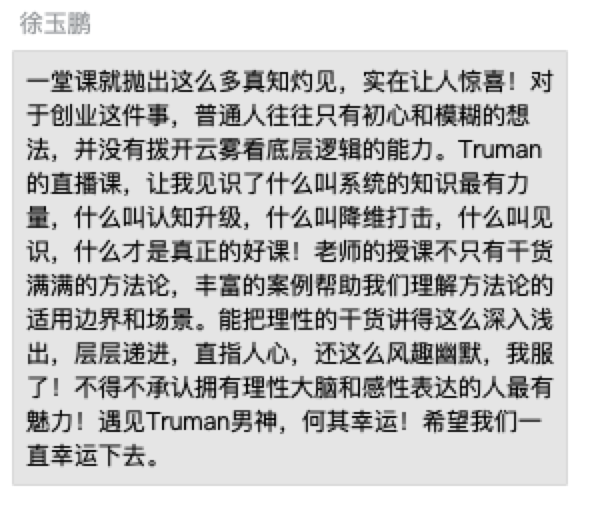 徐玉鹏
一堂课就抛出这么多真知灼见，实在让人惊喜！对
于创业这件事，普通人往往只有初心和模糊的想
法，并没有拨开云雾看底层逻辑的能力。Truman
的直播课，让我见识了什么叫系统的知识最有力
量，什么叫认知升级，什么叫降维打击，什么叫见
识，什么才是真正的好课！老师的授课不只有干货
满满的方法论，丰富的案例帮助我们理解方法论的
适用边界和场景。能把理性的干货讲得这么深入浅
出，层层递进，直指人心，还这么风趣幽默，我服
了！不得不承认拥有理性大脑和感性表达的人最有
魅力！遇见Truman男神，何其幸运！希望我们一
直幸运下去。